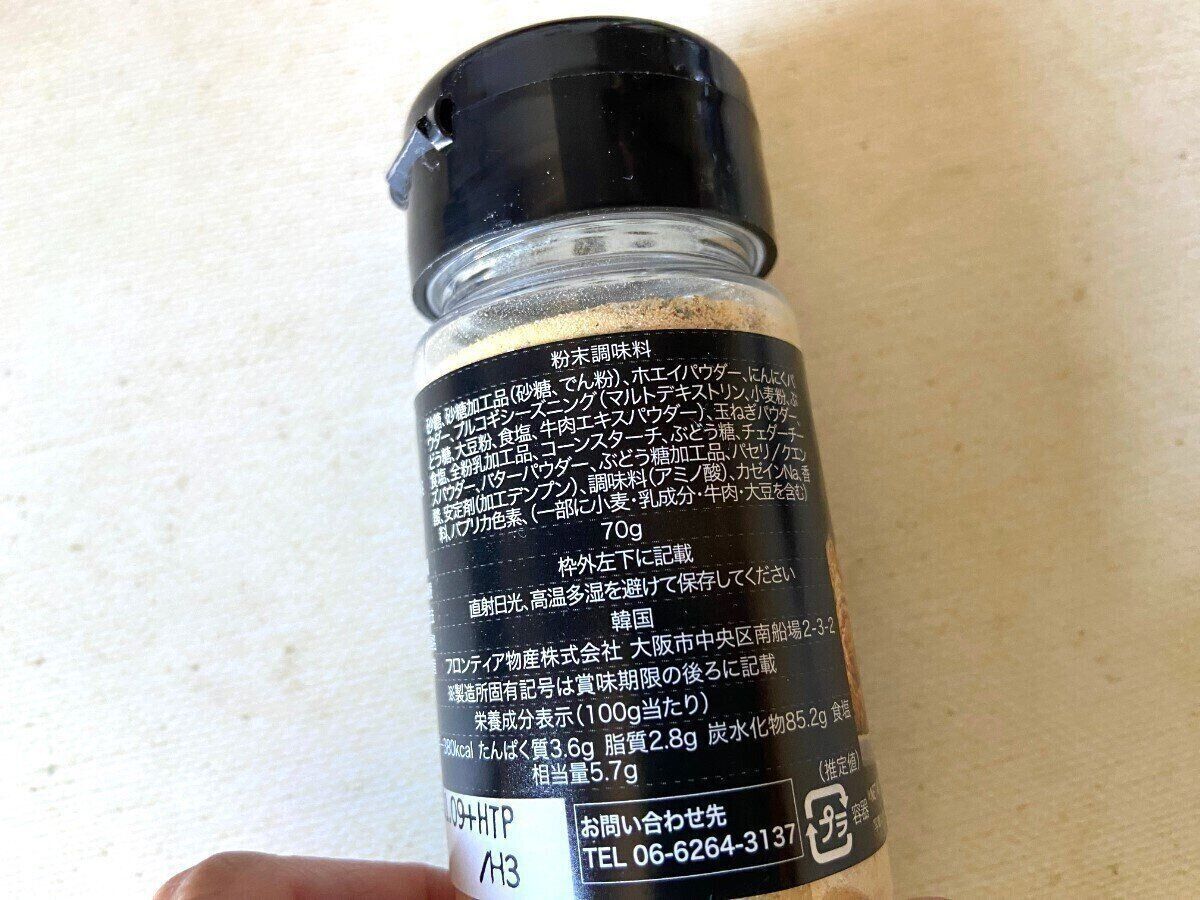 粉末調味料
砂糖、砂糖加工品(砂糖、でん粉)、ホエイパウダー、にんにくパ
ウダー、プルコギシーズニング(マルトデキストリン、小麦粉、ぶ
どう糖、大豆粉、食塩、牛肉エキスパウダー)、玉ねぎパウダー、
食塩、全粉乳加工品、コーンスターチ、ぶどう糖、チェダーチー
ズパウダー、バターパウダー、ぶどう糖加工品、パセリ/クエン
酸、安定剤(加工デンプン)、調味料(アミノ酸)、カゼインNa、香
料、パプリカ色素、(一部に小麦・乳成分・牛肉・大豆を含む)
70g
枠外左下に記載
直射日光、高温多湿を避けて保存してください
韓国
フロンティア物産株式会社 大阪市中央区南船場2-3-2
※製造所固有記号は賞味期限の後ろに記載
栄養成分表示(100g当たり)
380kcal たんぱく質3.6g 脂質2.8g 炭水化物85.2g 食塩
相当量5.7g
(推定値)
.09+HTP
/H3
お問い合わせ先
TEL 06-6264-3137
プラ
容器